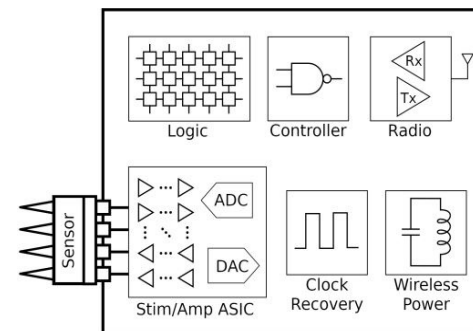 Rx
Tx
Logic
Controller
Radio
Sensor
ADC
DAC
Stim/Amp ASIC
Clock
Recovery
Wireless
Power